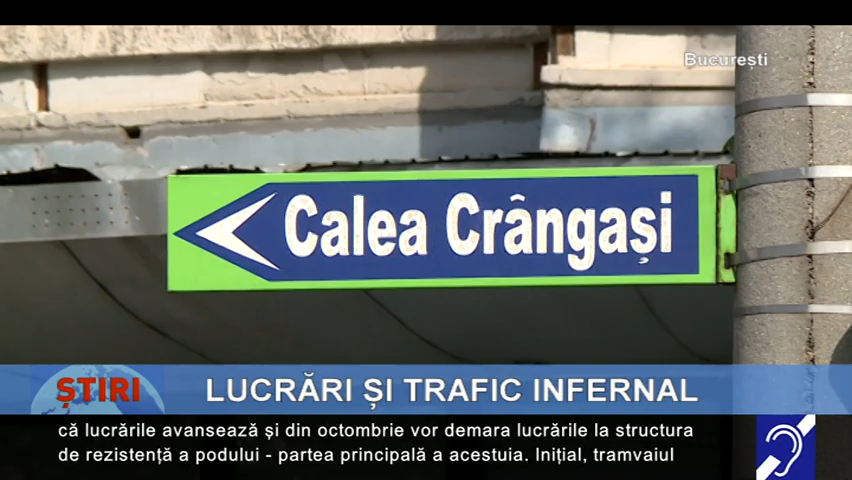 București
Calea Crângași
ȘTIRI
LUCRĂRI ȘI TRAFIC INFERNAL
că lucrările avansează și din octombrie vor demara lucrările la structura
de rezistență a podului - partea principală a acestuia. Inițial, tramvaiul